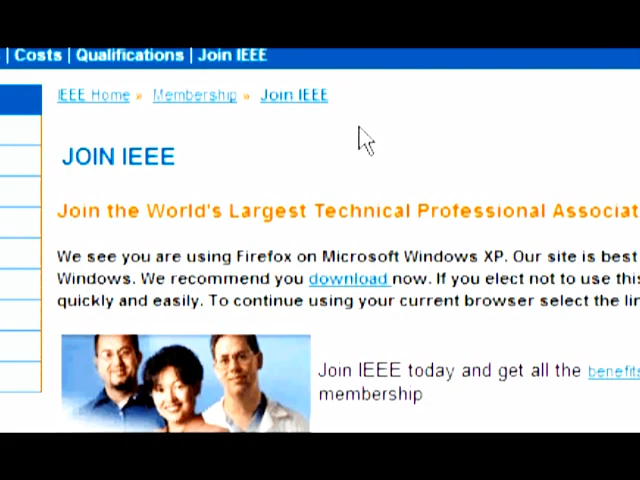 Costs | Qualifications | Join IEEE
IEEE Home » Membership » Join IEEE
JOIN IEEE
Join the World's Largest Technical Professional Associat
We see you are using Firefox on Microsoft Windows XP. Our site is best
Windows. We recommend you download now. If you elect not to use this
quickly and easily. To continue using your current browser select the lin
Join IEEE today and get all the benefits
membership